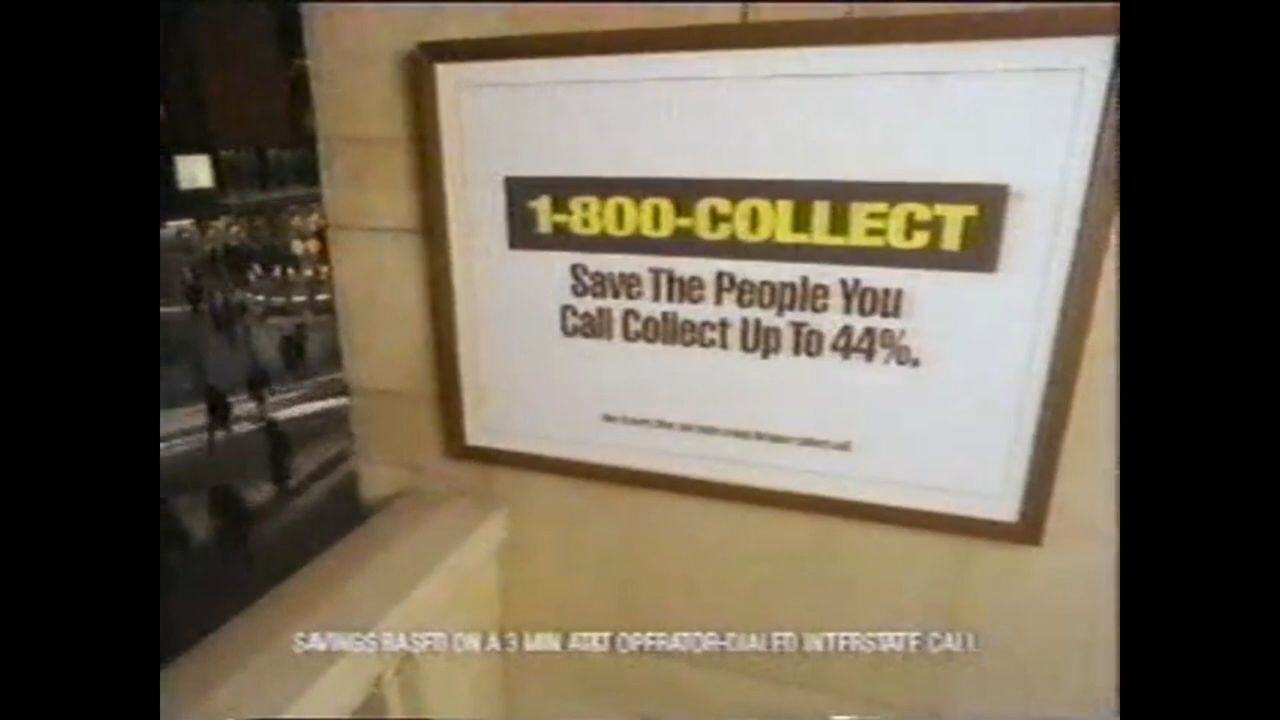 1-800-COLLECT
Save The People You
Call Collect Up To 44%.
SAVINGS BASED ON A 3 MIN. AT&T OPERATOR-DIALED INTERSTATE CALL